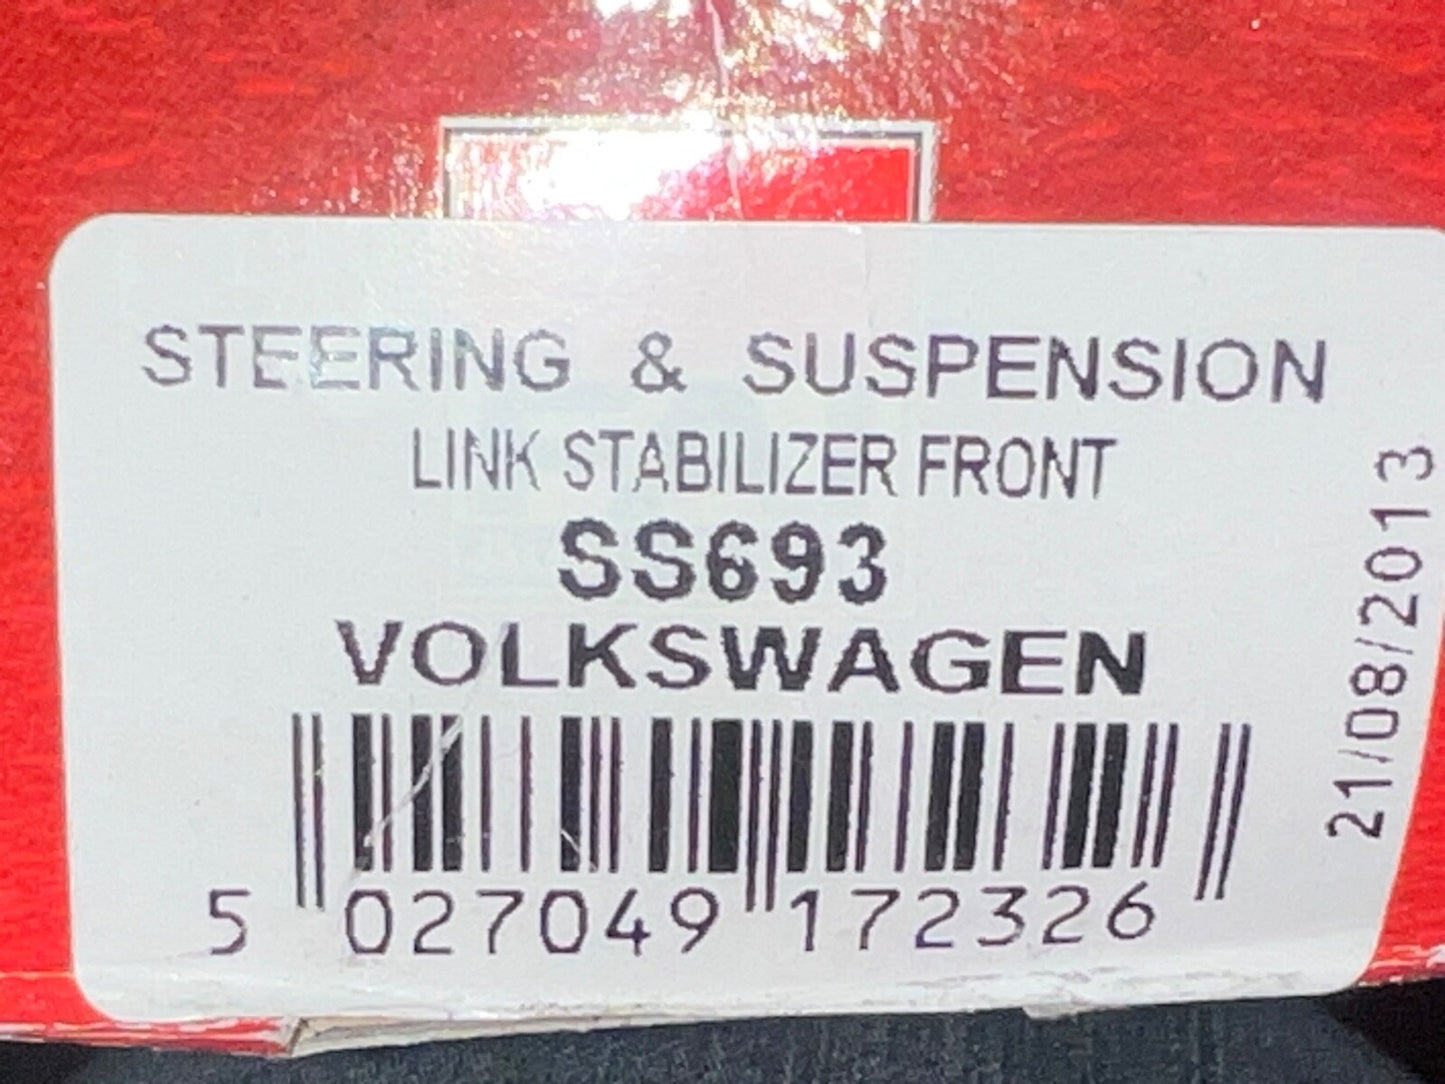 STEERING & SUSPENSION
LINK STABILIZER FRONT
SS693
VOLKSWAGEN
5 027049 172326
21/08/2013